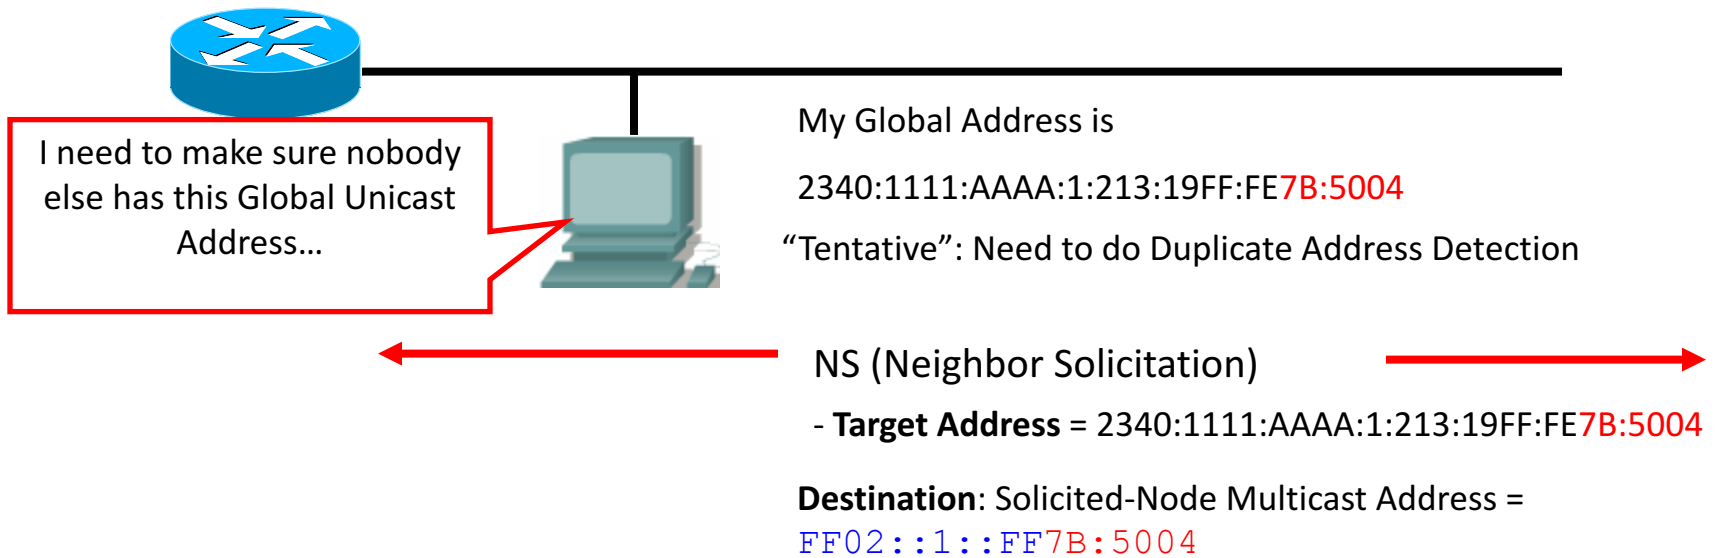 I need to make sure nobody
else has this Global Unicast
Address…
My Global Address is
2340:1111:AAAA:1:213:19FF:FE7B:5004
“Tentative”: Need to do Duplicate Address Detection
NS (Neighbor Solicitation)
- Target Address = 2340:1111:AAAA:1:213:19FF:FE7B:5004
Destination: Solicited-Node Multicast Address =
FF02::1::FF7B:5004